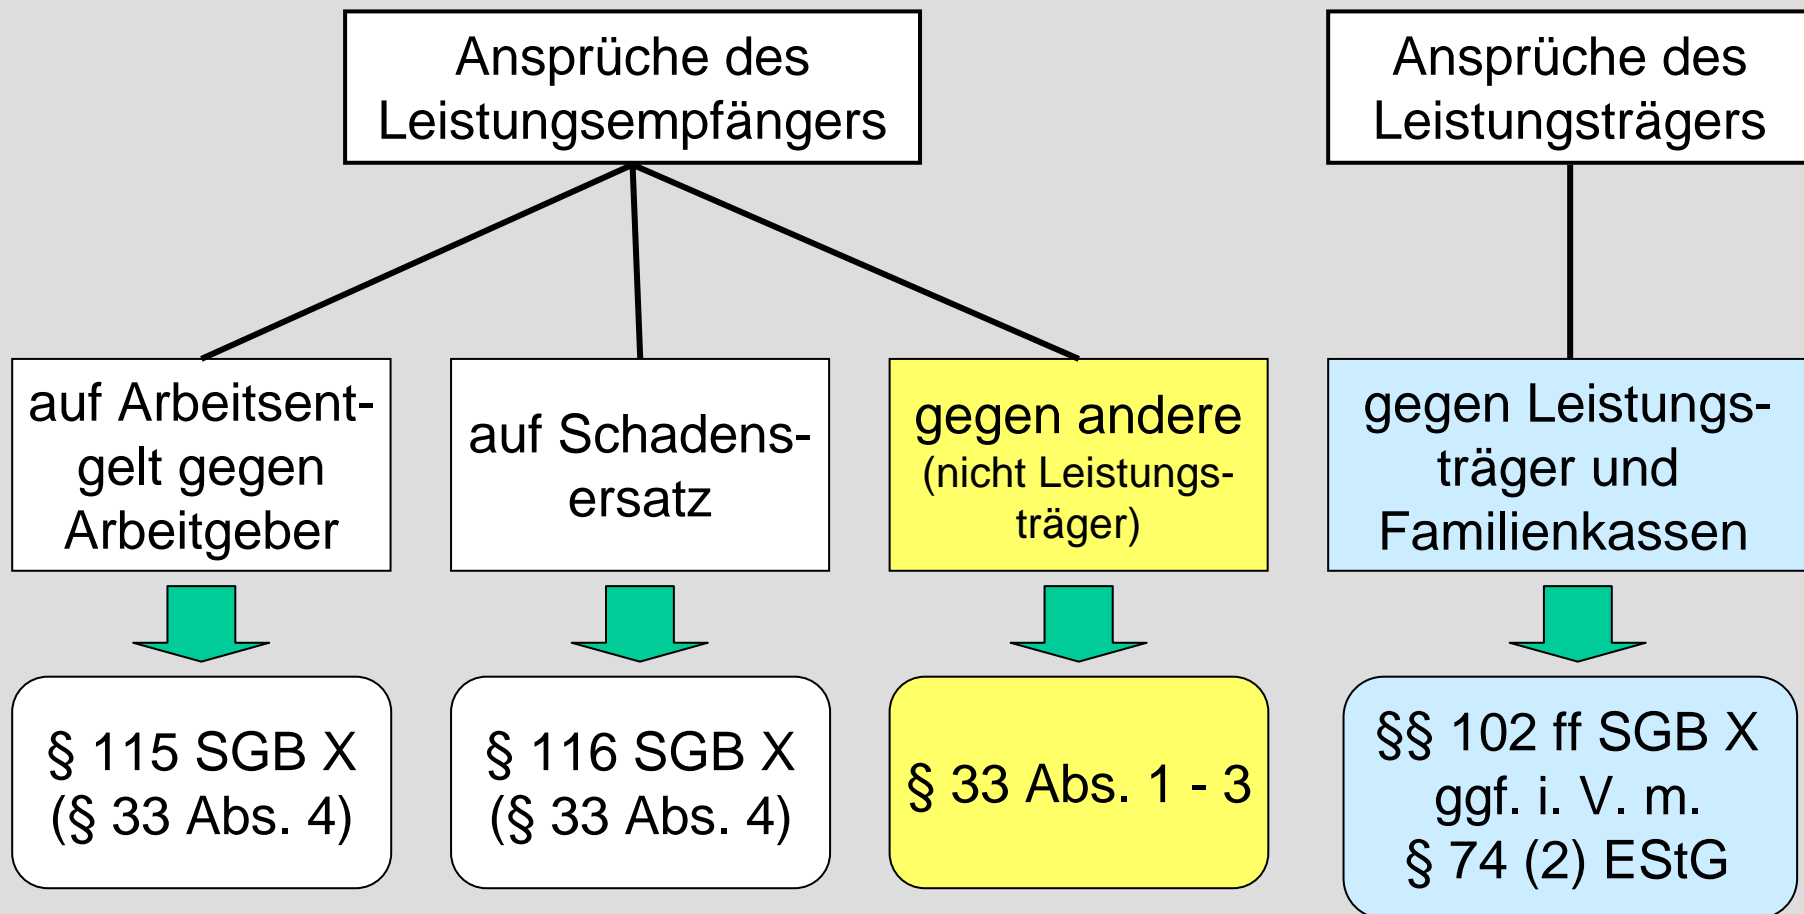 Ansprüche des
Leistungsempfängers
Ansprüche des
Leistungsträgers
auf Arbeitsent-
gelt gegen
Arbeitgeber
auf Schadens-
ersatz
gegen andere
(nicht Leistungs-
träger)
gegen Leistungs-
träger und
Familienkassen
§ 115 SGB X
(§ 33 Abs. 4)
§ 116 SGB X
(§ 33 Abs. 4)
§ 33 Abs. 1 - 3
§§ 102 ff SGB X
ggf. i. V. m.
§ 74 (2) EStG